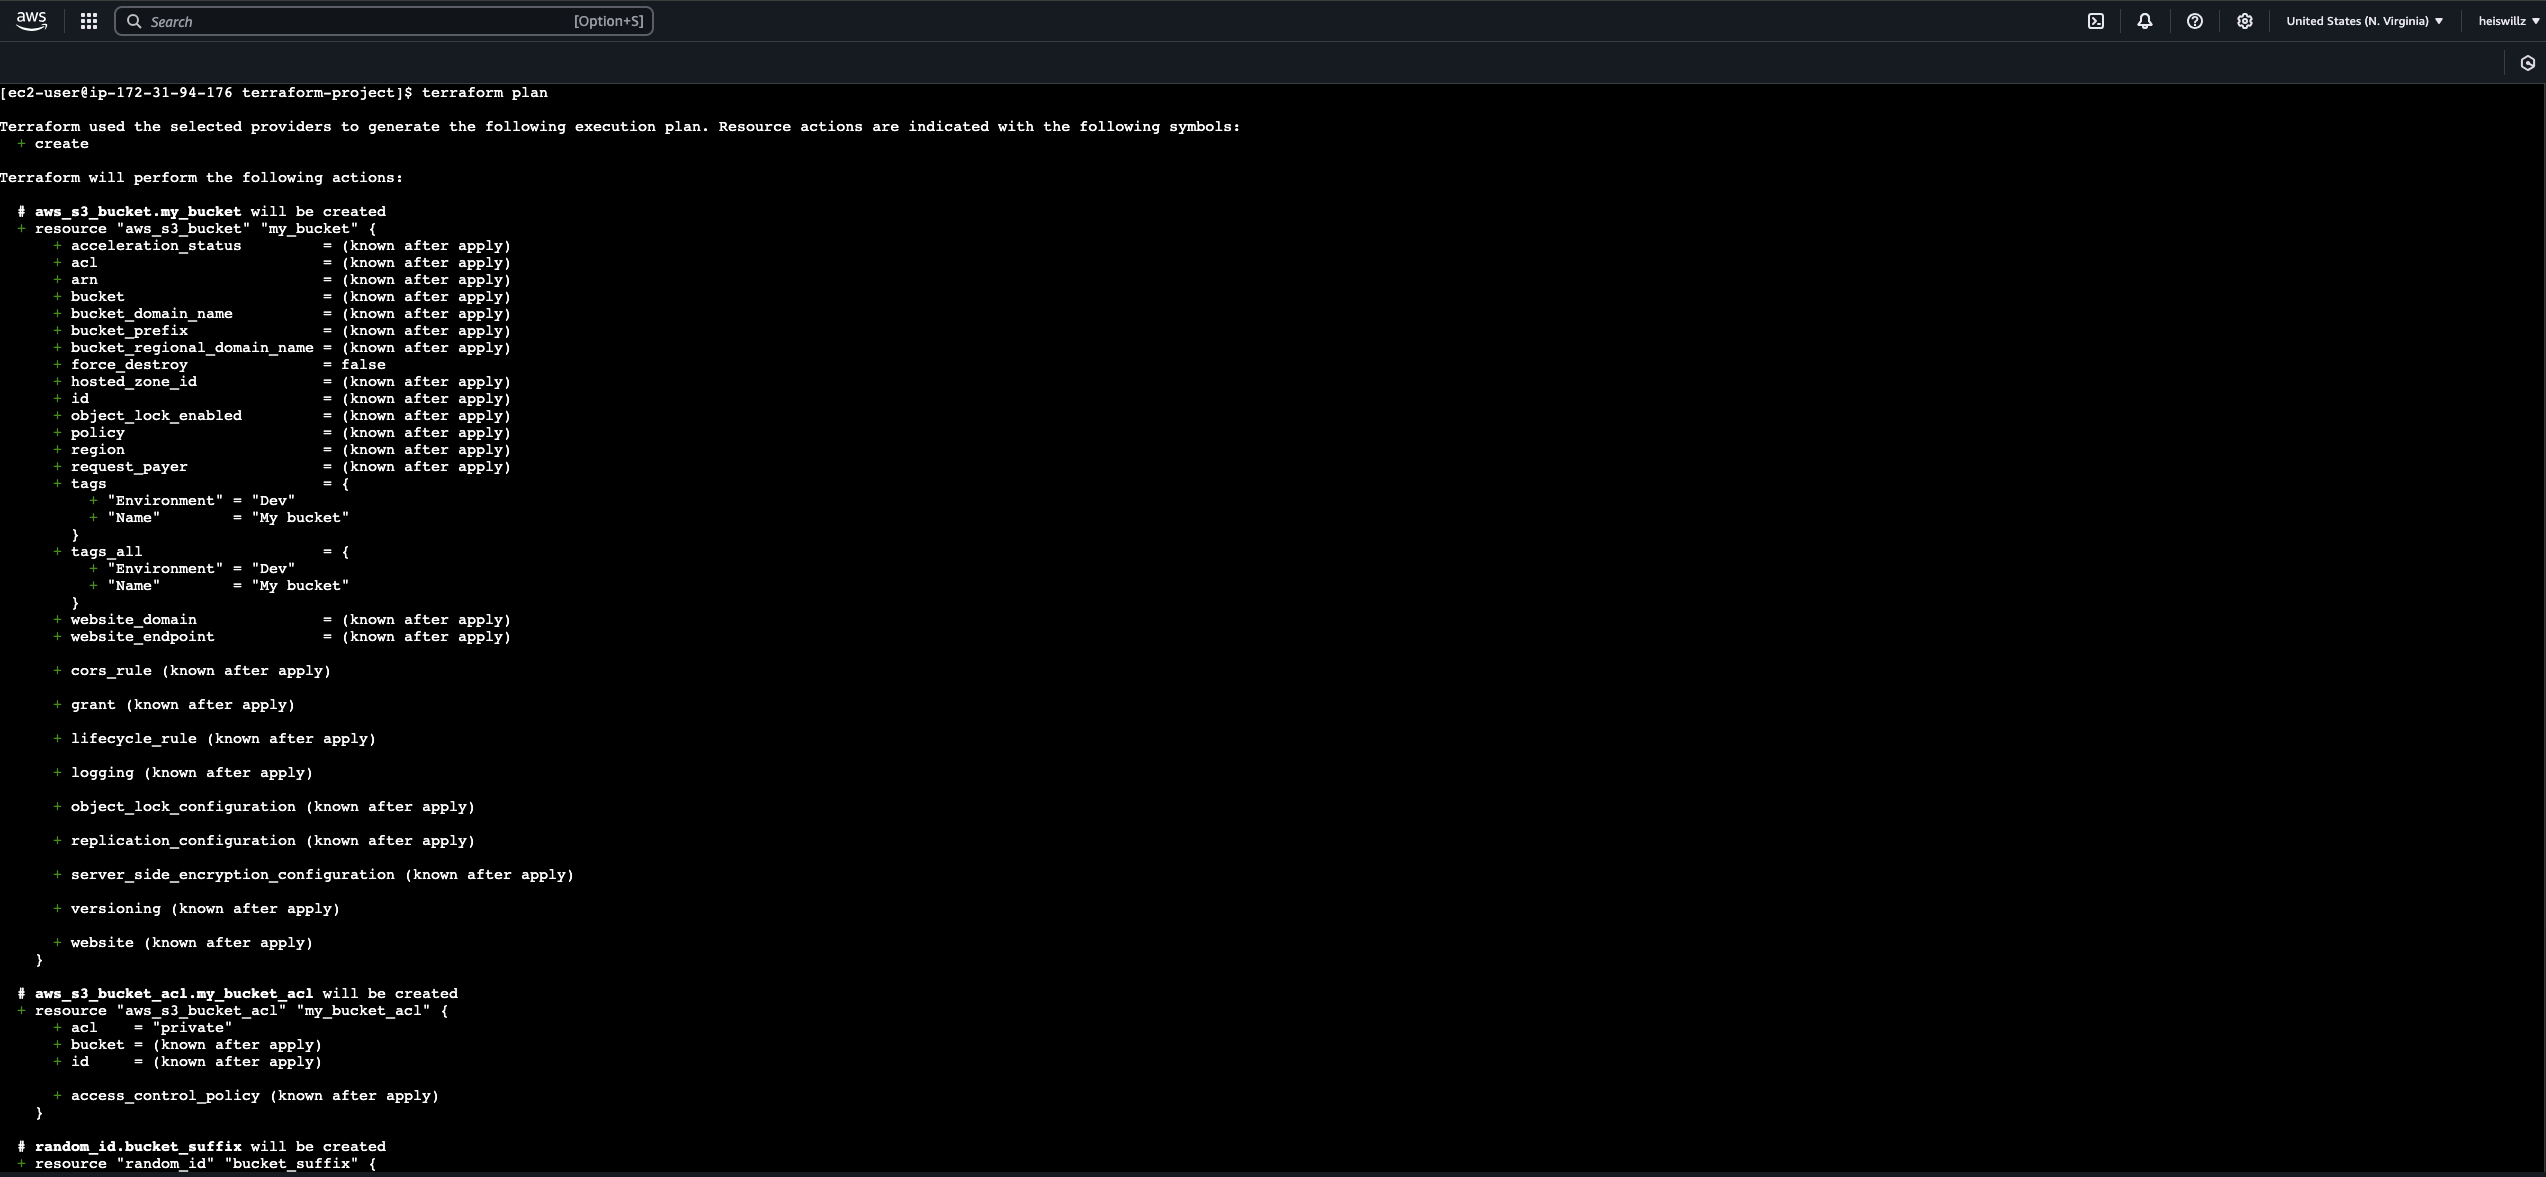 aws
Search [Option+S] United States (N. Virginia) heiswillz
[ec2-user@ip-172-31-94-176 terraform-project]$ terraform plan
Terraform used the selected providers to generate the following execution plan. Resource actions are indicated with the following symbols:
+ create
Terraform will perform the following actions:
# aws_s3_bucket.my_bucket will be created
+ resource "aws_s3_bucket" "my_bucket" {
+ acceleration_status = (known after apply)
+ acl = (known after apply)
+ arn = (known after apply)
+ bucket = (known after apply)
+ bucket_domain_name = (known after apply)
+ bucket_prefix = (known after apply)
+ bucket_regional_domain_name = (known after apply)
+ force_destroy = false
+ hosted_zone_id = (known after apply)
+ id = (known after apply)
+ object_lock_enabled = (known after apply)
+ policy = (known after apply)
+ region = (known after apply)
+ request_payer = (known after apply)
+ tags = {
+ "Environment" = "Dev"
+ "Name" = "My bucket"
}
+ tags_all = {
+ "Environment" = "Dev"
+ "Name" = "My bucket"
}
+ website_domain = (known after apply)
+ website_endpoint = (known after apply)
+ cors_rule (known after apply)
+ grant (known after apply)
+ lifecycle_rule (known after apply)
+ logging (known after apply)
+ object_lock_configuration (known after apply)
+ replication_configuration (known after apply)
+ server_side_encryption_configuration (known after apply)
+ versioning (known after apply)
+ website (known after apply)
}
# aws_s3_bucket_acl.my_bucket_acl will be created
+ resource "aws_s3_bucket_acl" "my_bucket_acl" {
+ acl = "private"
+ bucket = (known after apply)
+ id = (known after apply)
+ access_control_policy (known after apply)
}
# random_id.bucket_suffix will be created
+ resource "random_id" "bucket_suffix" {